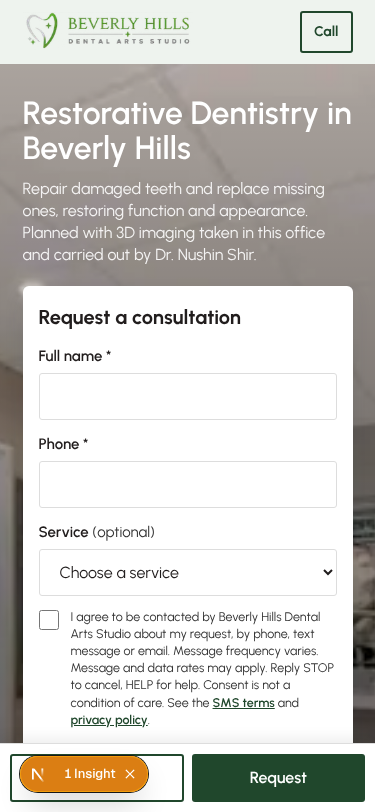 BEVERLY HILLS
DENTAL ARTS STUDIO
Call
Restorative Dentistry in
Beverly Hills
Repair damaged teeth and replace missing
ones, restoring function and appearance.
Planned with 3D imaging taken in this office
and carried out by Dr. Nushin Shir.
Request a consultation
Full name *
Phone *
Service (optional)
Choose a service
I agree to be contacted by Beverly Hills Dental
Arts Studio about my request, by phone, text
message or email. Message frequency varies.
Message and data rates may apply. Reply STOP
to cancel, HELP for help. Consent is not a
condition of care. See the SMS terms and
privacy policy.
N 1 Insight
Request